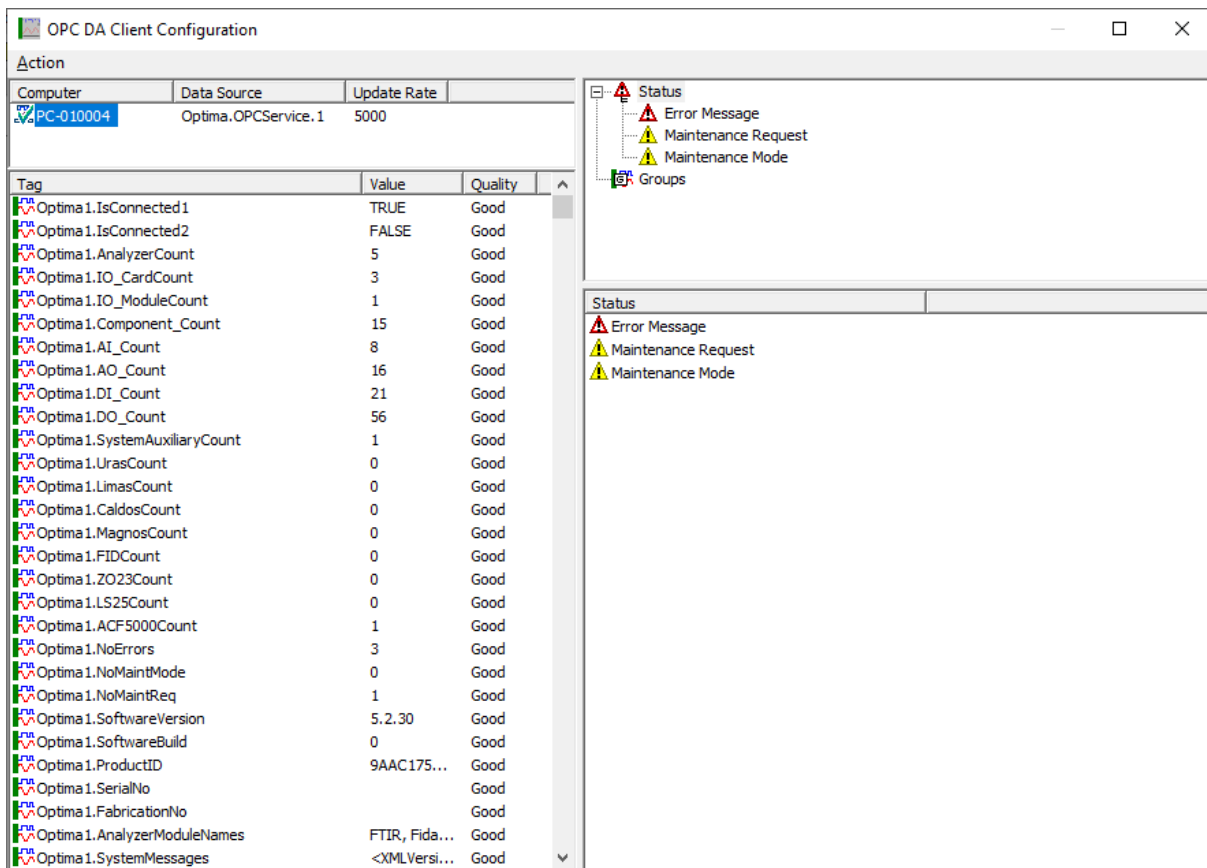 OPC DA Client Configuration
Action
Computer Data Source Update Rate
PC-010004 Optima.OPCService.1 5000
Tag Value Quality
Optima1.IsConnected1 TRUE Good
Optima1.IsConnected2 FALSE Good
Optima1.AnalyzerCount 5 Good
Optima1.IO_CardCount 3 Good
Optima1.IO_ModuleCount 1 Good
Optima1.Component_Count 15 Good
Optima1.AI_Count 8 Good
Optima1.AO_Count 16 Good
Optima1.DI_Count 21 Good
Optima1.DO_Count 56 Good
Optima1.SystemAuxiliaryCount 1 Good
Optima1.UrasCount 0 Good
Optima1.LimasCount 0 Good
Optima1.CaldosCount 0 Good
Optima1.MagnosCount 0 Good
Optima1.FIDCount 0 Good
Optima1.ZO23Count 0 Good
Optima1.LS25Count 0 Good
Optima1.ACF5000Count 1 Good
Optima1.NoErrors 3 Good
Optima1.NoMaintMode 0 Good
Optima1.NoMaintReq 1 Good
Optima1.SoftwareVersion 5.2.30 Good
Optima1.SoftwareBuild 0 Good
Optima1.ProductID 9AAC175... Good
Optima1.SerialNo Good
Optima1.FabricationNo Good
Optima1.AnalyzerModuleNames FTIR, Fida... Good
Optima1.SystemMessages <XMLVersi... Good
Status
Error Message
Maintenance Request
Maintenance Mode
Groups
Status
Error Message
Maintenance Request
Maintenance Mode